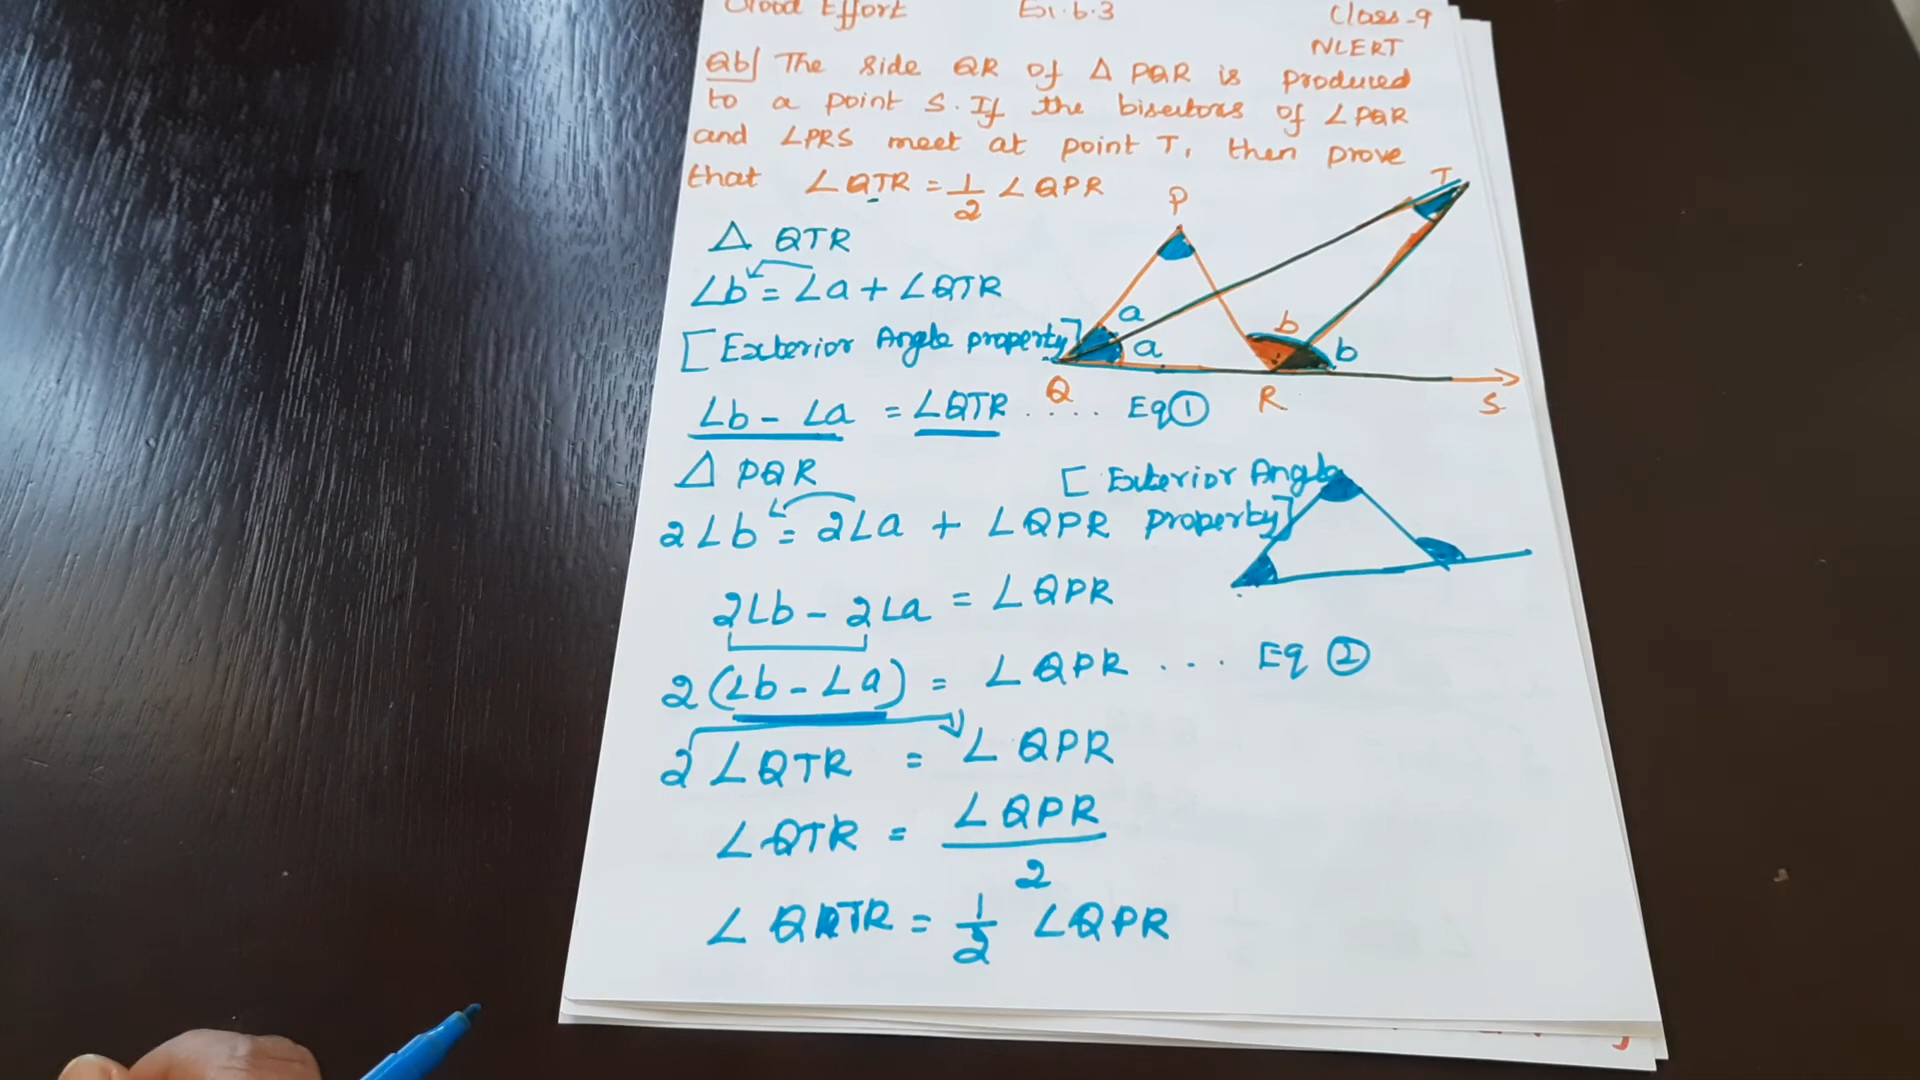 Good Effort Ex.6.3 Class-9
NCERT
Q6/ The side QR of △ PQR is produced
to a point S. If the bisectors of ∠PQR
and ∠PRS meet at point T, then prove
that ∠QTR = 1/2 ∠QPR
△ QTR
∠b = ∠a + ∠QTR
[Exterior Angle property]
∠b - ∠a = ∠QTR ..... Eq ①
△ PQR
[Exterior Angle
property]
2∠b = 2∠a + ∠QPR
2∠b - 2∠a = ∠QPR
2(∠b - ∠a) = ∠QPR ... Eq ②
2∠QTR = ∠QPR
∠QTR = ∠QPR/2
∠QTR = 1/2 ∠QPR
P
T
a
a
b
b
Q
R
S